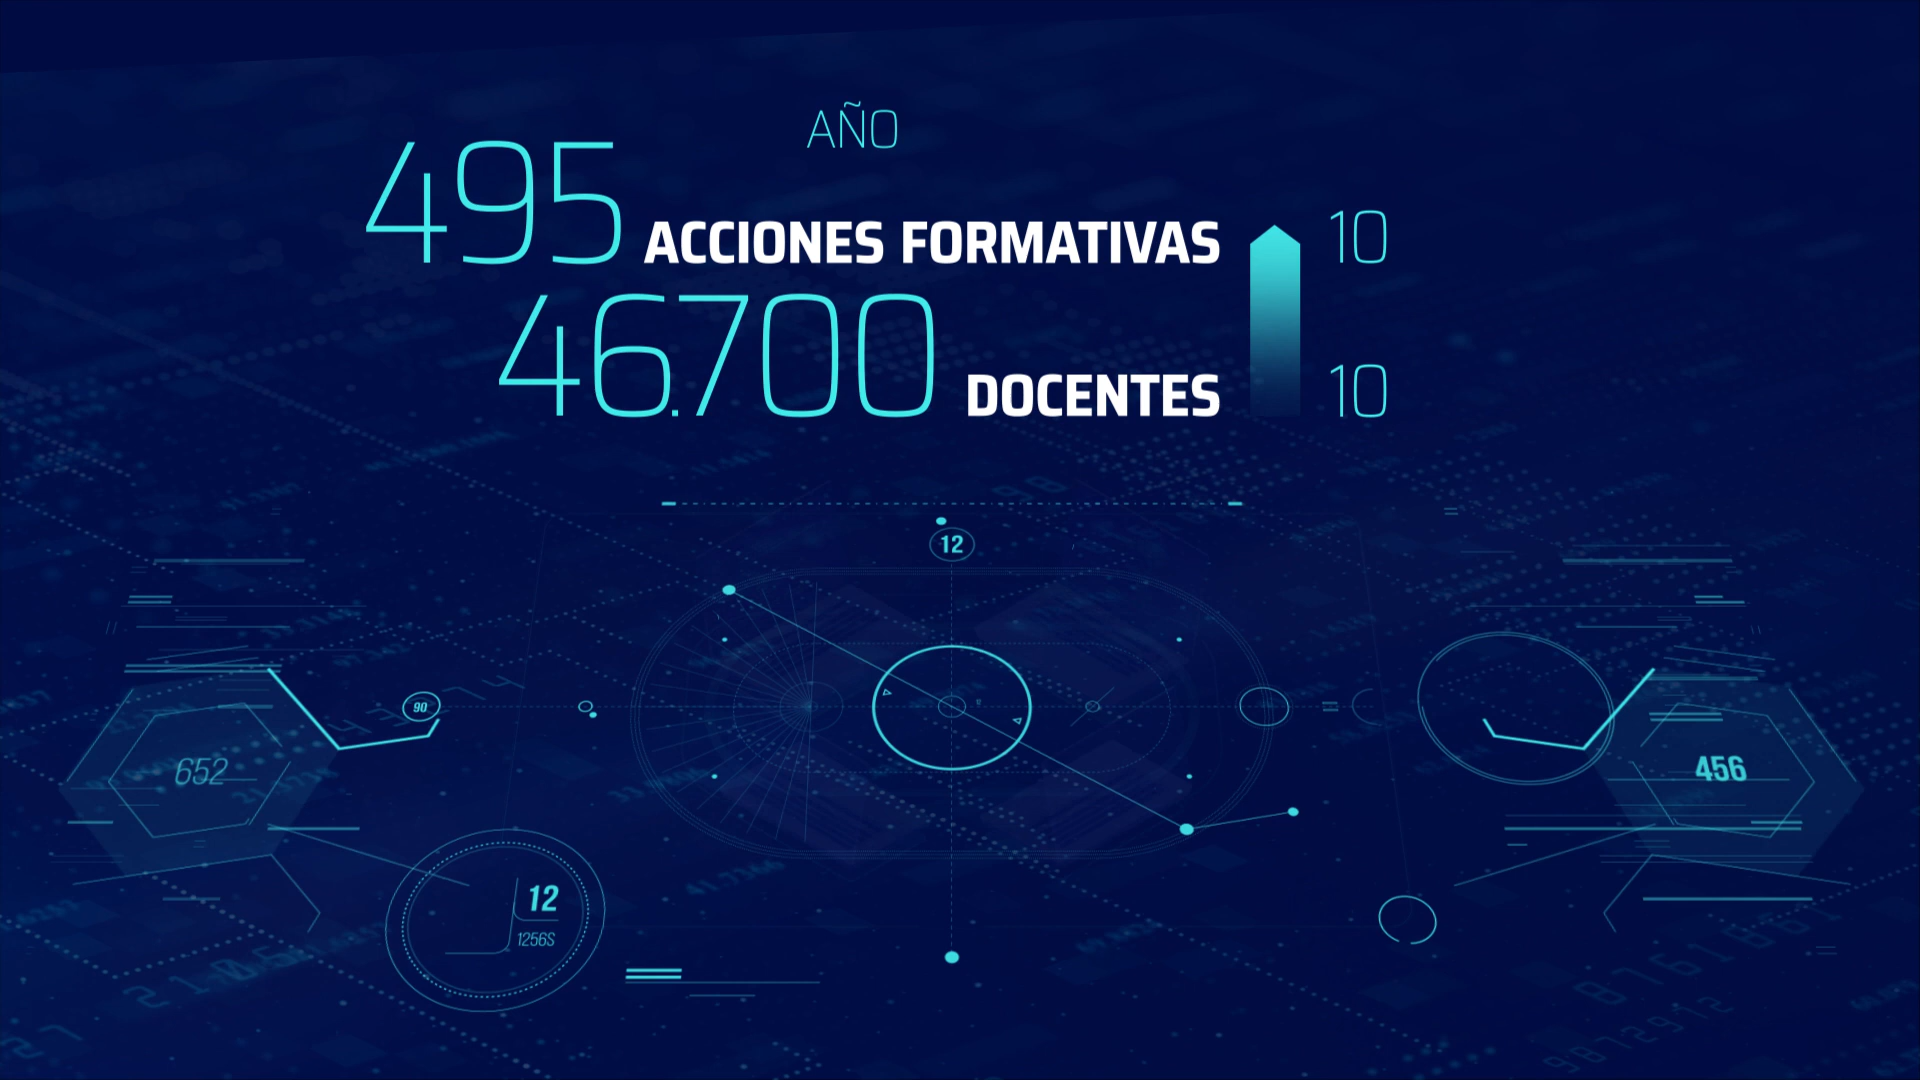 AÑO
495 ACCIONES FORMATIVAS 10
46.700 DOCENTES 10
12
90
652
456
12
1256S